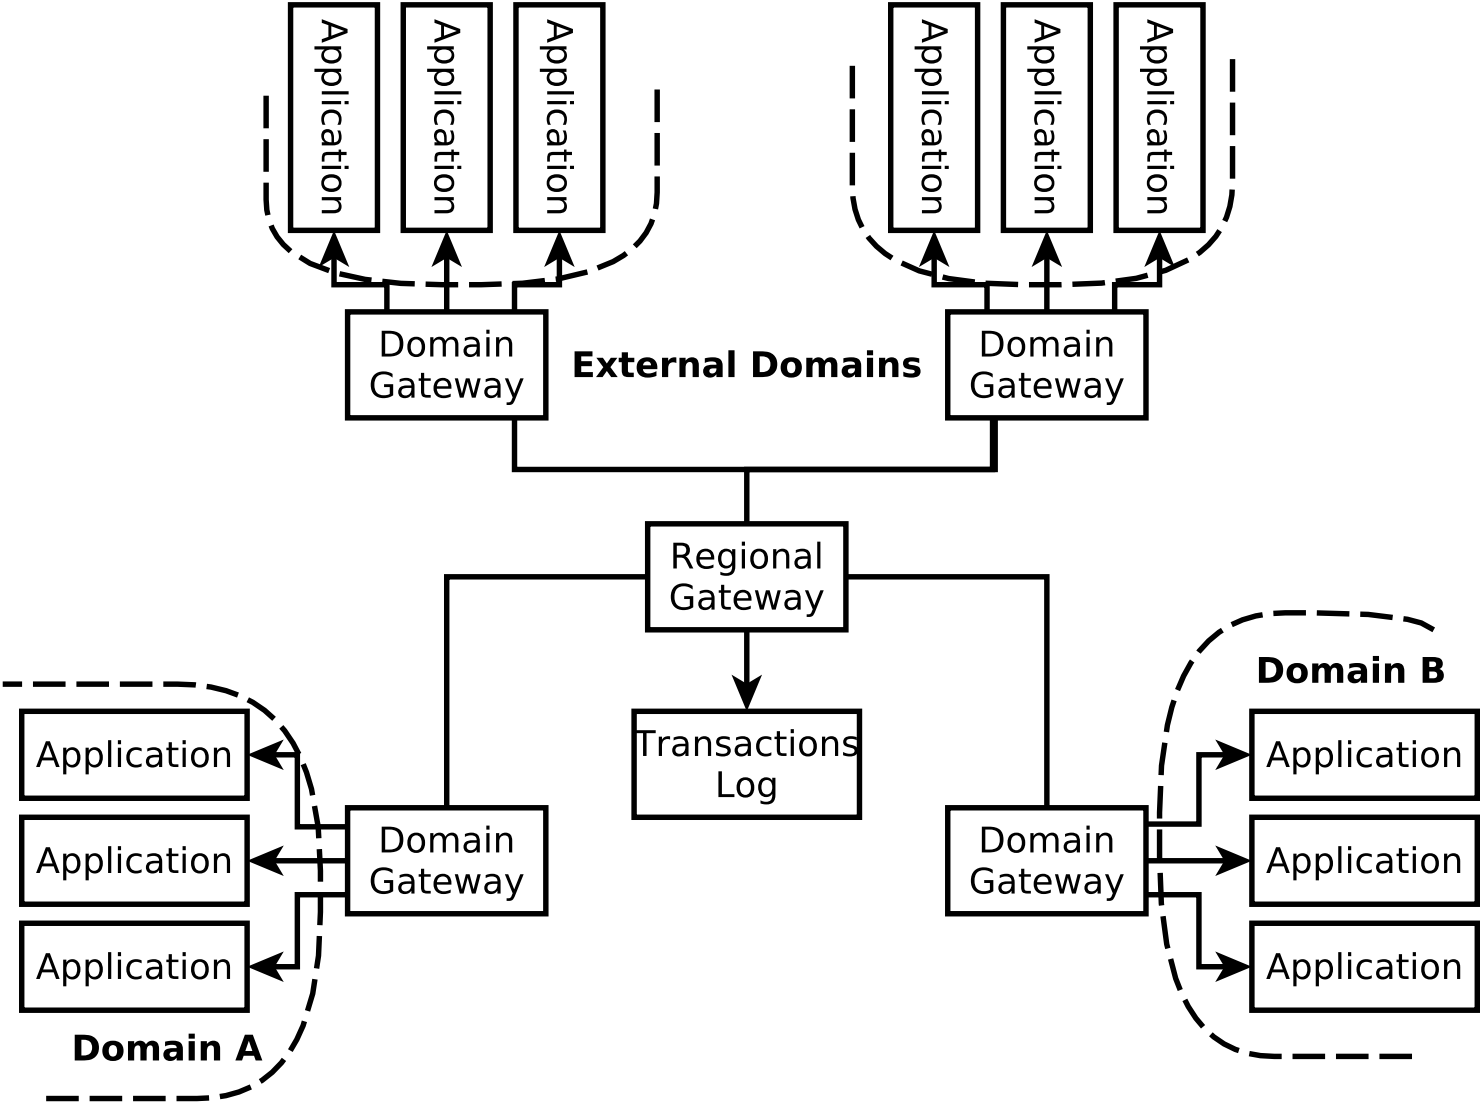 Application
Application
Application
Application
Application
Application
Domain
Gateway
External Domains
Domain
Gateway
Regional
Gateway
Transactions
Log
Application
Application
Application
Domain A
Domain
Gateway
Domain
Gateway
Domain B
Application
Application
Application